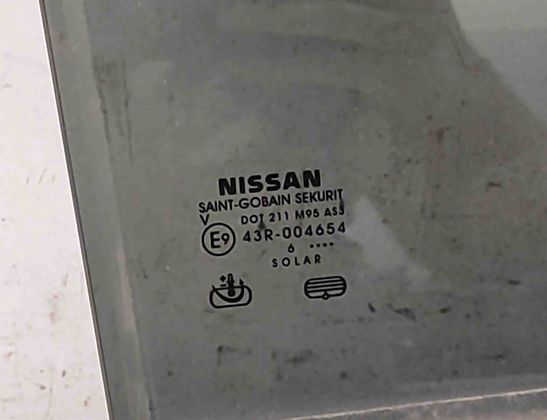 NISSAN
SAINT-GOBAIN SEKURIT
V DOT 211 M95 AS3
E9 43R-004654
6 ••••
SOLAR